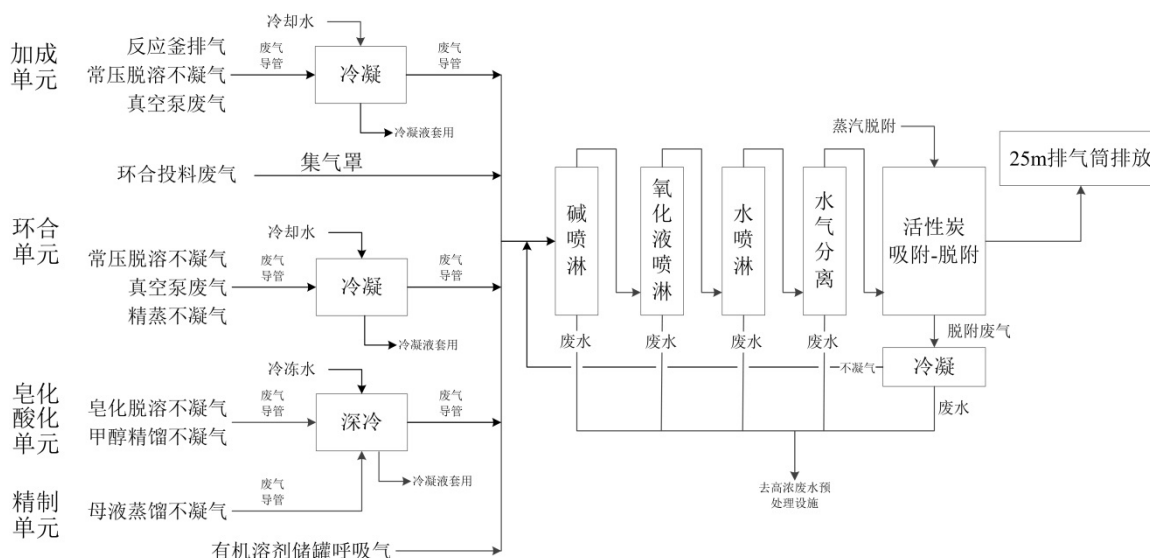 加成
单元
反应釜排气
常压脱溶不凝气
真空泵废气
废气
导管
冷却水
冷凝
废气
导管
冷凝液套用
环合投料废气
集气罩
环合
单元
常压脱溶不凝气
真空泵废气
精蒸不凝气
废气
导管
冷却水
冷凝
废气
导管
冷凝液套用
皂化
酸化
单元
皂化脱溶不凝气
甲醇精馏不凝气
废气
导管
冷冻水
深冷
废气
导管
冷凝液套用
精制
单元
母液蒸馏不凝气
废气
导管
有机溶剂储罐呼吸气
碱喷淋
氧化液喷淋
水喷淋
水气分离
蒸汽脱附
活性炭
吸附-脱附
25m排气筒排放
脱附废气
冷凝
不凝气
废水
废水
废水
废水
废水
去高浓废水预
处理设施